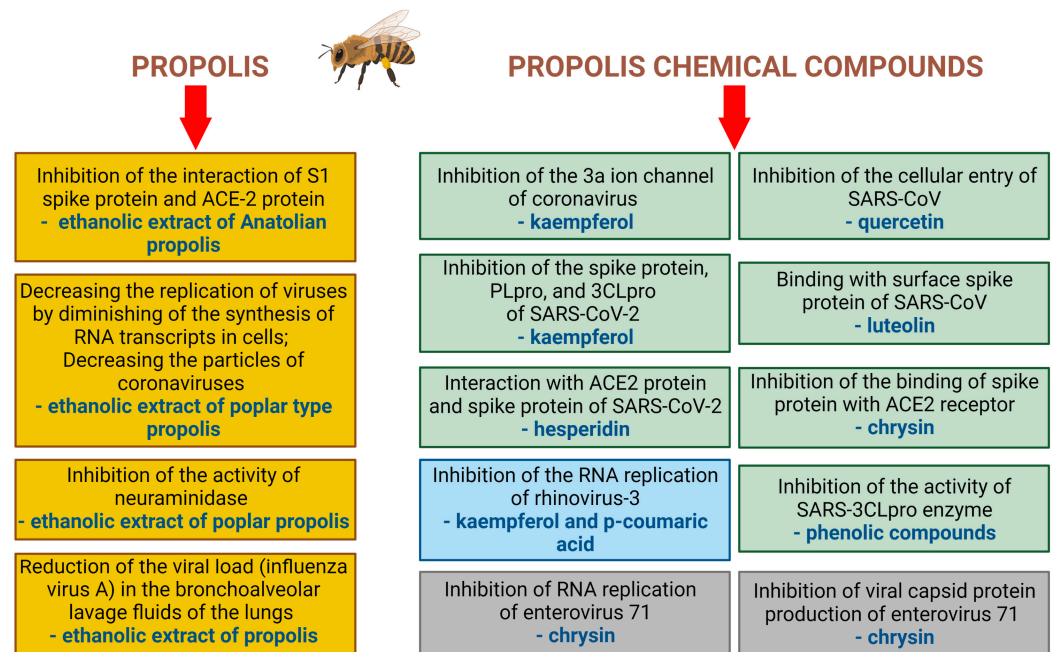 PROPOLIS
Inhibition of the interaction of S1
spike protein and ACE-2 protein
- ethanolic extract of Anatolian
propolis
Decreasing the replication of viruses
by diminishing of the synthesis of
RNA transcripts in cells;
Decreasing the particles of
coronaviruses
- ethanolic extract of poplar type
propolis
Inhibition of the activity of
neuraminidase
- ethanolic extract of poplar propolis
Reduction of the viral load (influenza
virus A) in the bronchoalveolar
lavage fluids of the lungs
- ethanolic extract of propolis
PROPOLIS CHEMICAL COMPOUNDS
Inhibition of the 3a ion channel
of coronavirus
- kaempferol
Inhibition of the cellular entry of
SARS-CoV
- quercetin
Inhibition of the spike protein,
PLpro, and 3CLpro
of SARS-CoV-2
- kaempferol
Binding with surface spike
protein of SARS-CoV
- luteolin
Interaction with ACE2 protein
and spike protein of SARS-CoV-2
- hesperidin
Inhibition of the binding of spike
protein with ACE2 receptor
- chrysin
Inhibition of the RNA replication
of rhinovirus-3
- kaempferol and p-coumaric
acid
Inhibition of the activity of
SARS-3CLpro enzyme
- phenolic compounds
Inhibition of RNA replication
of enterovirus 71
- chrysin
Inhibition of viral capsid protein
production of enterovirus 71
- chrysin